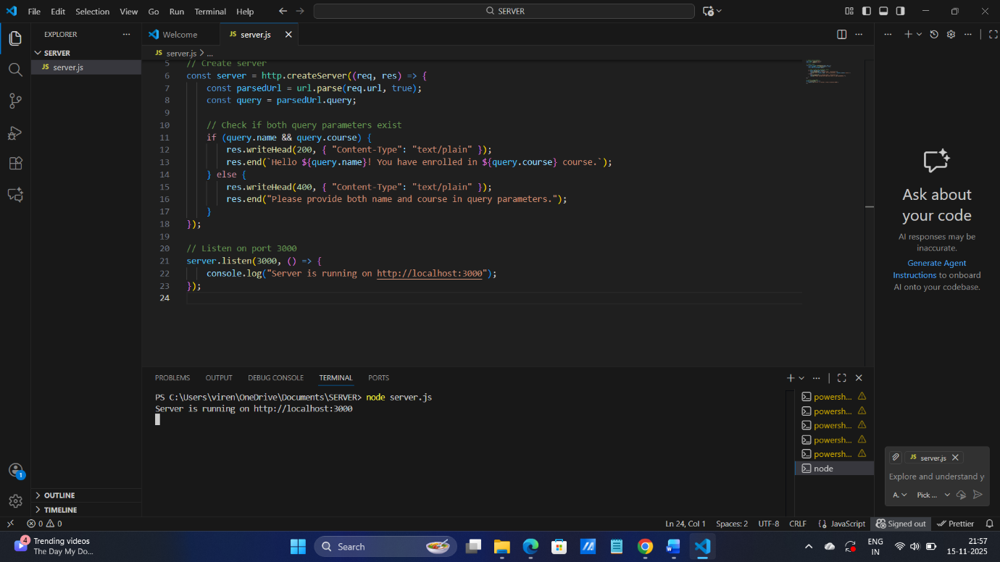 File Edit Selection View Go Run Terminal Help
SERVER
EXPLORER
SERVER
JS server.js
Welcome
JS server.js
JS server.js > ...
5 // Create server
6 const server = http.createServer((req, res) => {
7 const parsedUrl = url.parse(req.url, true);
8 const query = parsedUrl.query;
9
10 // Check if both query parameters exist
11 if (query.name && query.course) {
12 res.writeHead(200, { "Content-Type": "text/plain" });
13 res.end(`Hello ${query.name}! You have enrolled in ${query.course} course.`);
14 } else {
15 res.writeHead(400, { "Content-Type": "text/plain" });
16 res.end("Please provide both name and course in query parameters.");
17 }
18 });
19
20 // Listen on port 3000
21 server.listen(3000, () => {
22 console.log("Server is running on http://localhost:3000");
23 });
24
PROBLEMS OUTPUT DEBUG CONSOLE TERMINAL PORTS
PS C:\Users\viren\OneDrive\Documents\SERVER> node server.js
Server is running on http://localhost:3000
powersh...
powersh...
powersh...
powersh...
powersh...
node
Ask about
your code
AI responses may be
inaccurate.
Generate Agent
Instructions to onboard
AI onto your codebase.
JS server.js
Explore and understand y
A.
Pick ...
1
OUTLINE
TIMELINE
0 0
Ln 24, Col 1 Spaces: 2 UTF-8 CRLF {} JavaScript Signed out Prettier
4
Trending videos
The Day My Do...
Search
ENG
IN
21:57
15-11-2025